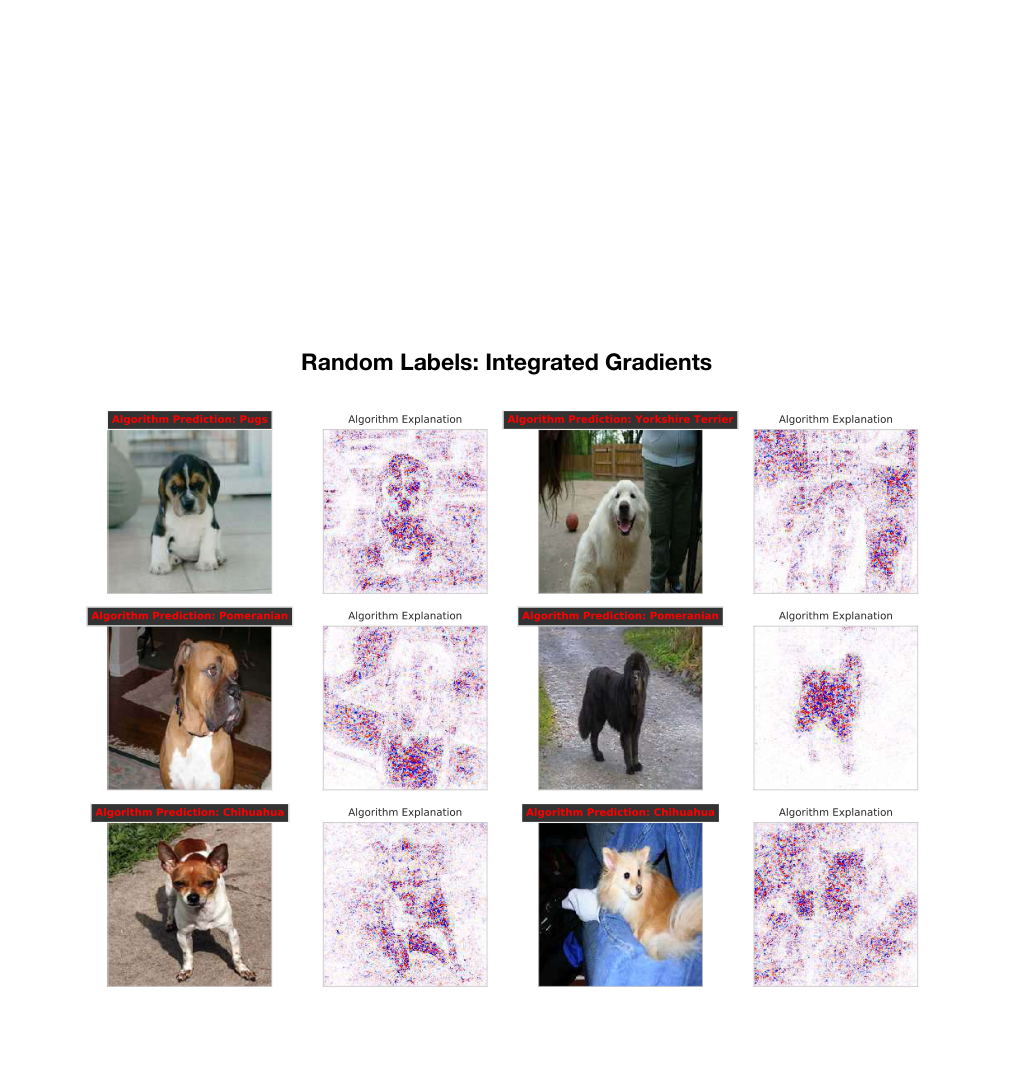 Random Labels: Integrated Gradients
Algorithm Prediction: Pugs
Algorithm Explanation
Algorithm Prediction: Yorkshire Terrier
Algorithm Explanation
Algorithm Prediction: Pomeranian
Algorithm Explanation
Algorithm Prediction: Pomeranian
Algorithm Explanation
Algorithm Prediction: Chihuahua
Algorithm Explanation
Algorithm Prediction: Chihuahua
Algorithm Explanation